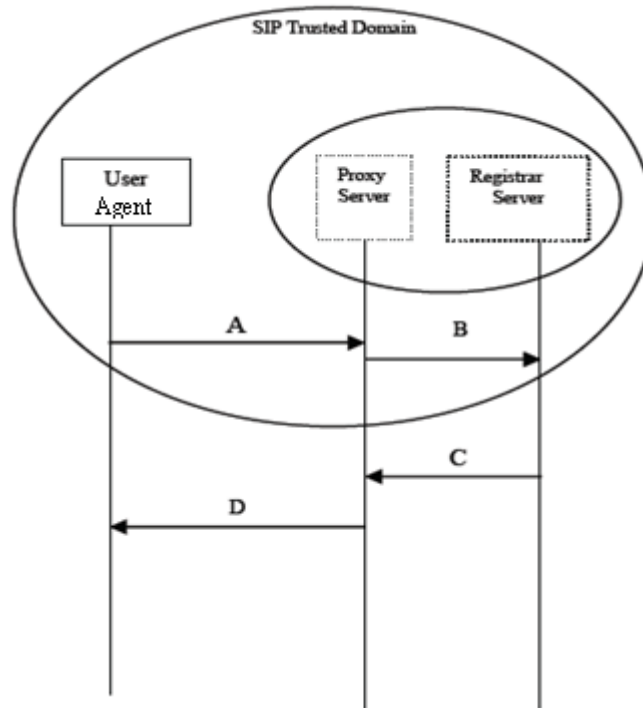 SIP Trusted Domain
User
Agent
Proxy
Server
Registrar
Server
A
B
C
D